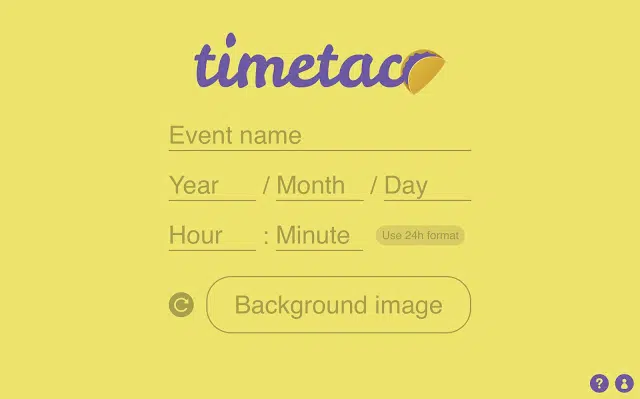 timetaco
Event name
Year / Month / Day
Hour : Minute Use 24h format
Background image
?